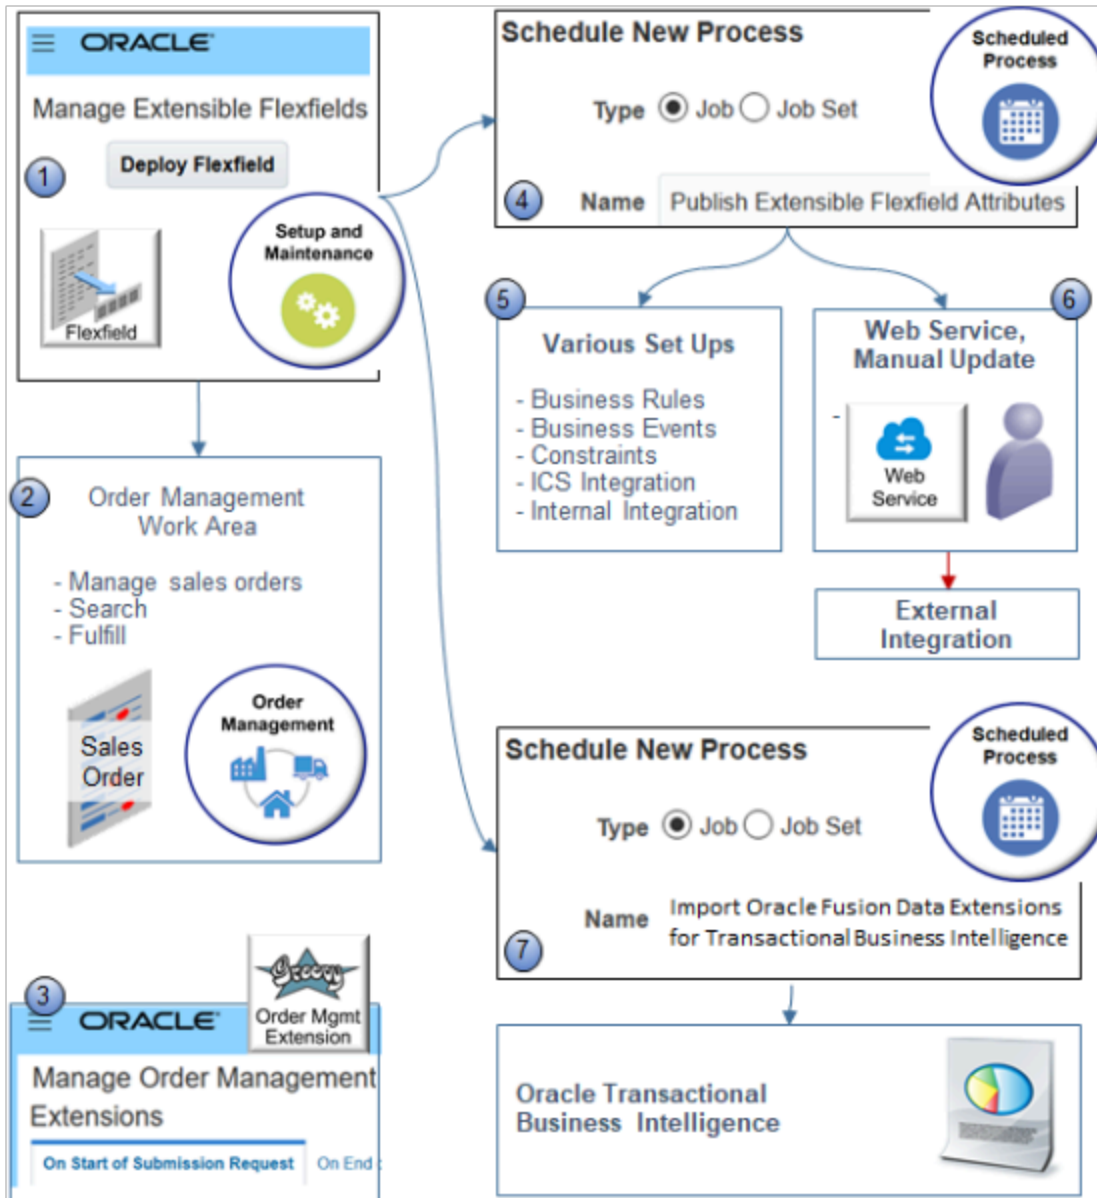 ORACLE
Manage Extensible Flexfields
Deploy Flexfield
1
Flexfield
Setup and
Maintenance
2
Order Management
Work Area
- Manage sales orders
- Search
- Fulfill
Sales
Order
Order
Management
3
ORACLE
Groovy
Order Mgmt
Extension
Manage Order Management
Extensions
On Start of Submission Request On End
Schedule New Process
Scheduled
Process
Type Job Job Set
4
Name Publish Extensible Flexfield Attributes
5
Various Set Ups
- Business Rules
- Business Events
- Constraints
- ICS Integration
- Internal Integration
6
Web Service,
Manual Update
-
Web
Service
External
Integration
Schedule New Process
Scheduled
Process
Type Job Job Set
Name Import Oracle Fusion Data Extensions
for Transactional Business Intelligence
7
Oracle Transactional
Business Intelligence